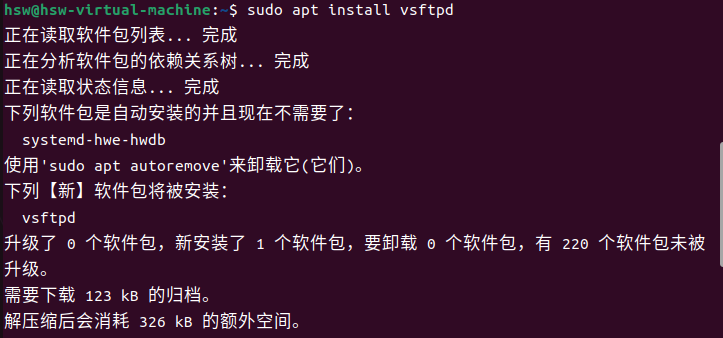 hsw@hsw-virtual-machine:~$ sudo apt install vsftpd
正在读取软件包列表... 完成
正在分析软件包的依赖关系树... 完成
正在读取状态信息... 完成
下列软件包是自动安装的并且现在不需要了:
  systemd-hwe-hwdb
使用'sudo apt autoremove'来卸载它(它们)。
下列【新】软件包将被安装:
  vsftpd
升级了 0 个软件包，新安装了 1 个软件包，要卸载 0 个软件包，有 220 个软件包未被
升级。
需要下载 123 kB 的归档。
解压缩后会消耗 326 kB 的额外空间。